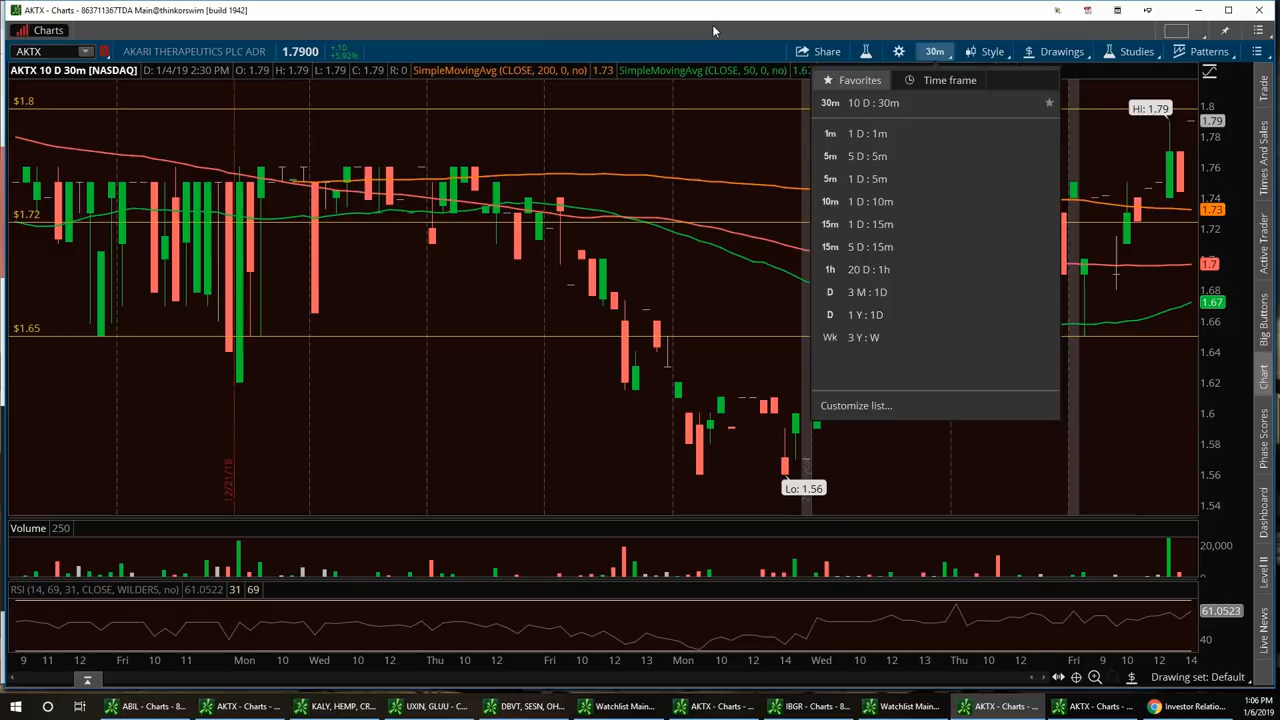 AKTX - Charts - 863711367TDA Main@thinkorswim [build 1942]
Charts
AKTX
AKARI THERAPEUTICS PLC ADR
1.7900
+.10
+5.92%
Share
30m
Style
Drawings
Studies
Patterns
AKTX 10 D 30m [NASDAQ]
D: 1/4/19 2:30 PM
O: 1.79
H: 1.79
L: 1.79
C: 1.79
R: 0
SimpleMovingAvg (CLOSE, 200, 0, no)
1.73
SimpleMovingAvg (CLOSE, 50, 0, no)
Favorites
Time frame
30m 10 D : 30m
1m 1 D : 1m
5m 5 D : 5m
5m 1 D : 5m
10m 1 D : 10m
15m 1 D : 15m
15m 5 D : 15m
1h 20 D : 1h
D 3 M : 1D
D 1 Y : 1D
Wk 3 Y : W
Customize list...
$1.8
$1.72
$1.65
12/21/18
Hi: 1.79
Lo: 1.56
1.8
1.79
1.78
1.76
1.74
1.73
1.72
1.7
1.68
1.67
1.66
1.64
1.62
1.6
1.58
1.56
1.54
Trade
Times And Sales
Active Trader
Big Buttons
Chart
Phase Scores
Dashboard
Level II
Live News
Volume 250
20,000
RSI (14, 69, 31, CLOSE, WILDERS, no) 61.0522 31 69
61.0523
40
9 11 12 Fri 10 11 Mon 10 Wed 10 12 Thu 10 12 Fri 10 12 13 Mon 10 12 14 Wed 10 12 Thu 10 12 Fri 9 10 12 14
Drawing set: Default
ABIL - Charts - 8...
AKTX - Charts - ...
KALY, HEMP, CR...
UXIN, GLUU - C...
DBVT, SESN, OH...
Watchlist Main...
AKTX - Charts - ...
IBGR - Charts - 8...
Watchlist Main...
AKTX - Charts - ...
AKTX - Charts - ...
Investor Relatio...
1:06 PM
1/6/2019